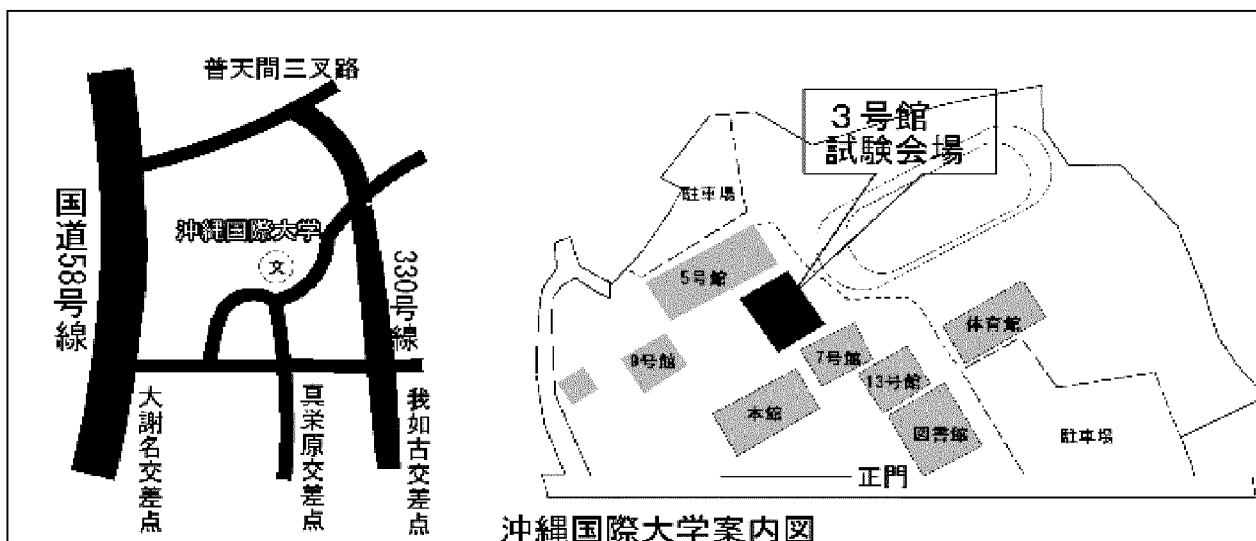 普天間三叉路
国道58号線
沖縄国際大学
文
330号線
大謝名交差点
真栄原交差点
我如古交差点
3号館
試験会場
駐車場
5号館
9号館
7号館
13号館
体育館
本館
図書館
駐車場
正門
沖縄国際大学案内図